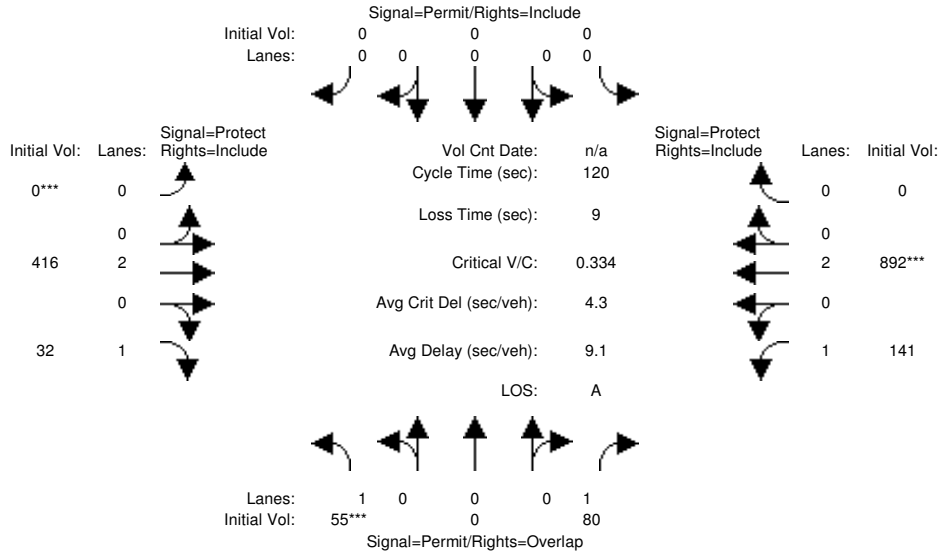 Signal=Permit/Rights=Include
Initial Vol: 0 0 0
Lanes: 0 0 0 0 0
Signal=Protect Signal=Protect
Initial Vol: Lanes: Rights=Include Vol Cnt Date: n/a Rights=Include Lanes: Initial Vol:
Cycle Time (sec): 120
0*** 0 0 0
Loss Time (sec): 9
0 0
416 2 Critical V/C: 0.334 2 892***
0 Avg Crit Del (sec/veh): 4.3 0
32 1 Avg Delay (sec/veh): 9.1 1 141
LOS: A
Lanes: 1 0 0 0 1
Initial Vol: 55*** 0 80
Signal=Permit/Rights=Overlap